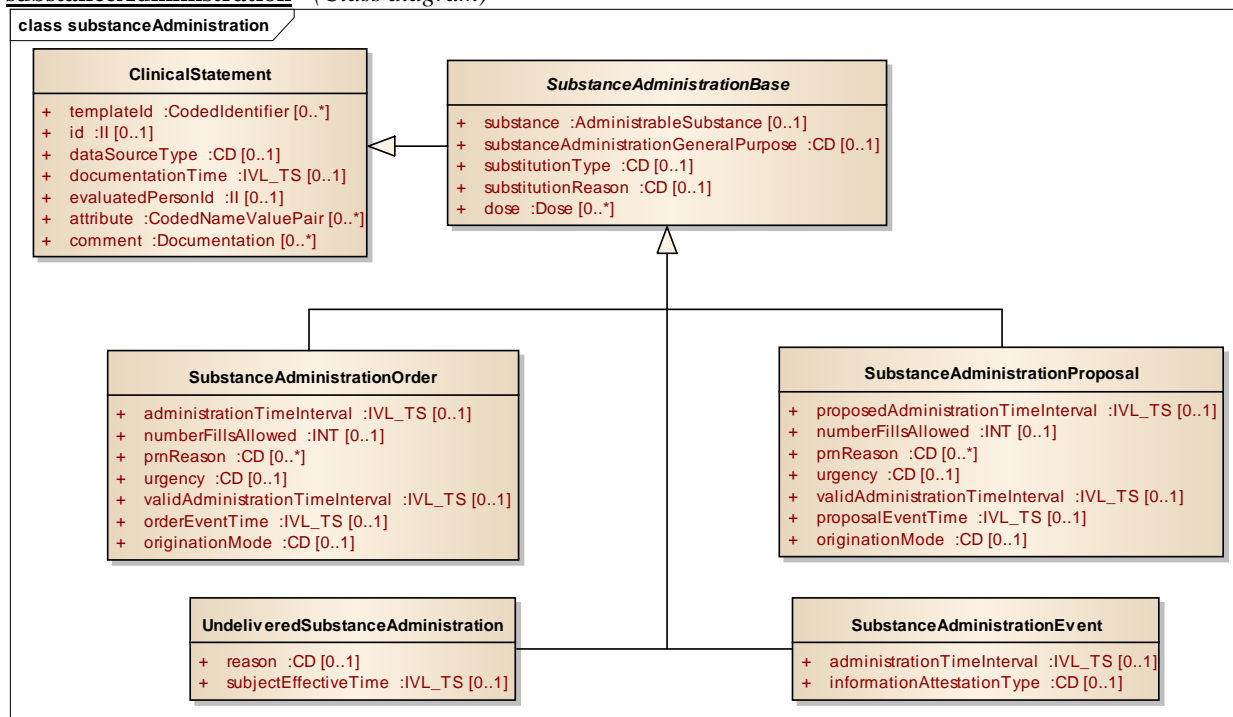 substanceAdministration (Class diagram)
class substanceAdministration
ClinicalStatement
+ templateId :CodedIdentifier [0..*]
+ id :II [0..1]
+ dataSourceType :CD [0..1]
+ documentationTime :IVL_TS [0..1]
+ evaluatedPersonId :II [0..1]
+ attribute :CodedNameValuePair [0..*]
+ comment :Documentation [0..*]
SubstanceAdministrationBase
+ substance :AdministrableSubstance [0..1]
+ substanceAdministrationGeneralPurpose :CD [0..1]
+ substitutionType :CD [0..1]
+ substitutionReason :CD [0..1]
+ dose :Dose [0..*]
SubstanceAdministrationOrder
+ administrationTimeInterval :IVL_TS [0..1]
+ numberFillsAllowed :INT [0..1]
+ prnReason :CD [0..*]
+ urgency :CD [0..1]
+ validAdministrationTimeInterval :IVL_TS [0..1]
+ orderEventTime :IVL_TS [0..1]
+ originationMode :CD [0..1]
SubstanceAdministrationProposal
+ proposedAdministrationTimeInterval :IVL_TS [0..1]
+ numberFillsAllowed :INT [0..1]
+ prnReason :CD [0..*]
+ urgency :CD [0..1]
+ validAdministrationTimeInterval :IVL_TS [0..1]
+ proposalEventTime :IVL_TS [0..1]
+ originationMode :CD [0..1]
UndeliveredSubstanceAdministration
+ reason :CD [0..1]
+ subjectEffectiveTime :IVL_TS [0..1]
SubstanceAdministrationEvent
+ administrationTimeInterval :IVL_TS [0..1]
+ informationAttestationType :CD [0..1]